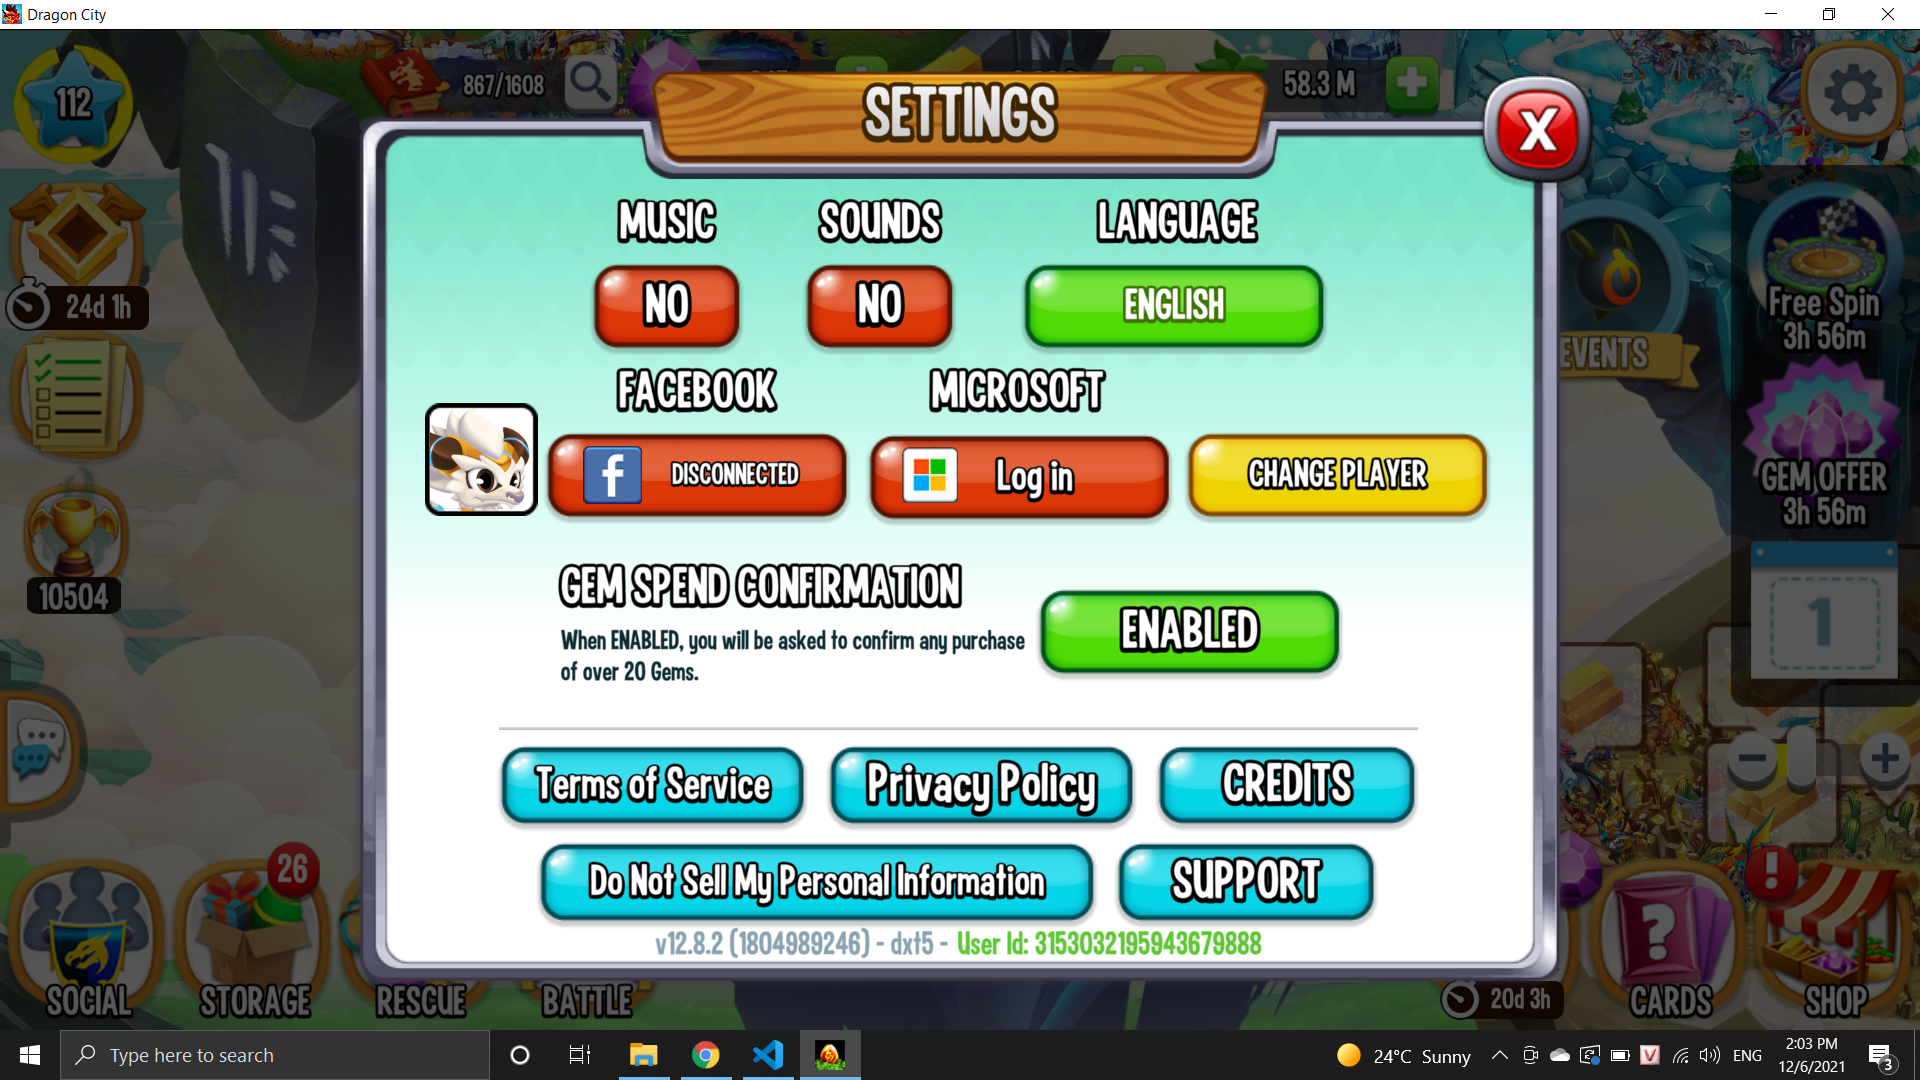 Dragon City
112
867/1608
58.3 M
SETTINGS
X
MUSIC
SOUNDS
LANGUAGE
NO
NO
ENGLISH
24d 1h
Free Spin
3h 56m
EVENTS
FACEBOOK
MICROSOFT
f
DISCONNECTED
Log in
CHANGE PLAYER
GEM OFFER
3h 56m
GEM SPEND CONFIRMATION
When ENABLED, you will be asked to confirm any purchase
of over 20 Gems.
ENABLED
10504
1
Terms of Service
Privacy Policy
CREDITS
Do Not Sell My Personal Information
SUPPORT
v12.8.2 (1804989246) - dxt5 - User Id: 3153032195943679888
26
!
?
SOCIAL
STORAGE
RESCUE
BATTLE
20d 3h
CARDS
SHOP
Type here to search
24°C Sunny
V
ENG
2:03 PM
12/6/2021
3